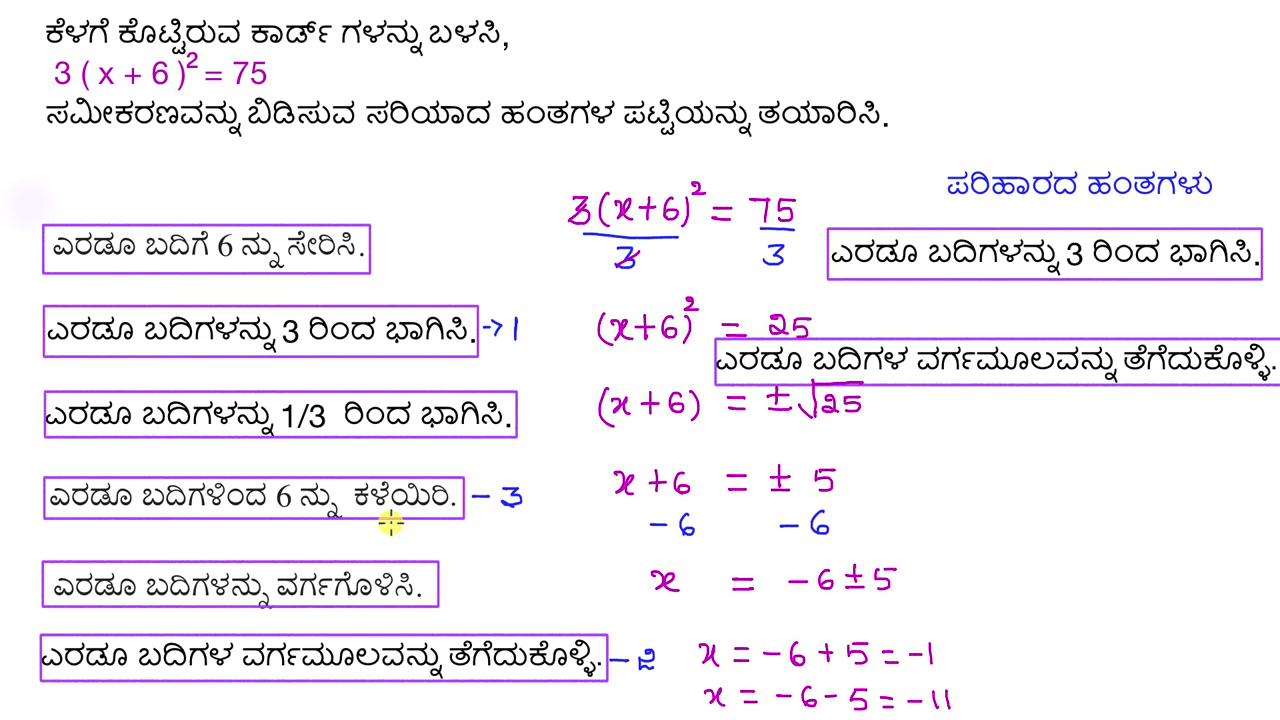 ಕೆಳಗೆ ಕೊಟ್ಟಿರುವ ಕಾರ್ಡ್ ಗಳನ್ನು ಬಳಸಿ,
3 ( x + 6 )² = 75
ಸಮೀಕರಣವನ್ನು ಬಿಡಿಸುವ ಸರಿಯಾದ ಹಂತಗಳ ಪಟ್ಟಿಯನ್ನು ತಯಾರಿಸಿ.
ಎರಡೂ ಬದಿಗೆ 6 ನ್ನು ಸೇರಿಸಿ.
ಎರಡೂ ಬದಿಗಳನ್ನು 3 ರಿಂದ ಭಾಗಿಸಿ. → 1
ಎರಡೂ ಬದಿಗಳನ್ನು 1/3 ರಿಂದ ಭಾಗಿಸಿ.
ಎರಡೂ ಬದಿಗಳಿಂದ 6 ನ್ನು ಕಳೆಯಿರಿ. – 3
ಎರಡೂ ಬದಿಗಳನ್ನು ವರ್ಗಗೊಳಿಸಿ.
ಎರಡೂ ಬದಿಗಳ ವರ್ಗಮೂಲವನ್ನು ತೆಗೆದುಕೊಳ್ಳಿ. – 2
3(x+6)² = 75
3 3
(x+6)² = 25
(x+6) = ±√25
x+6 = ± 5
–6 –6
x = –6 ± 5
x = –6 + 5 = –1
x = –6 – 5 = –11
ಪರಿಹಾರದ ಹಂತಗಳು
ಎರಡೂ ಬದಿಗಳನ್ನು 3 ರಿಂದ ಭಾಗಿಸಿ.
ಎರಡೂ ಬದಿಗಳ ವರ್ಗಮೂಲವನ್ನು ತೆಗೆದುಕೊಳ್ಳಿ.